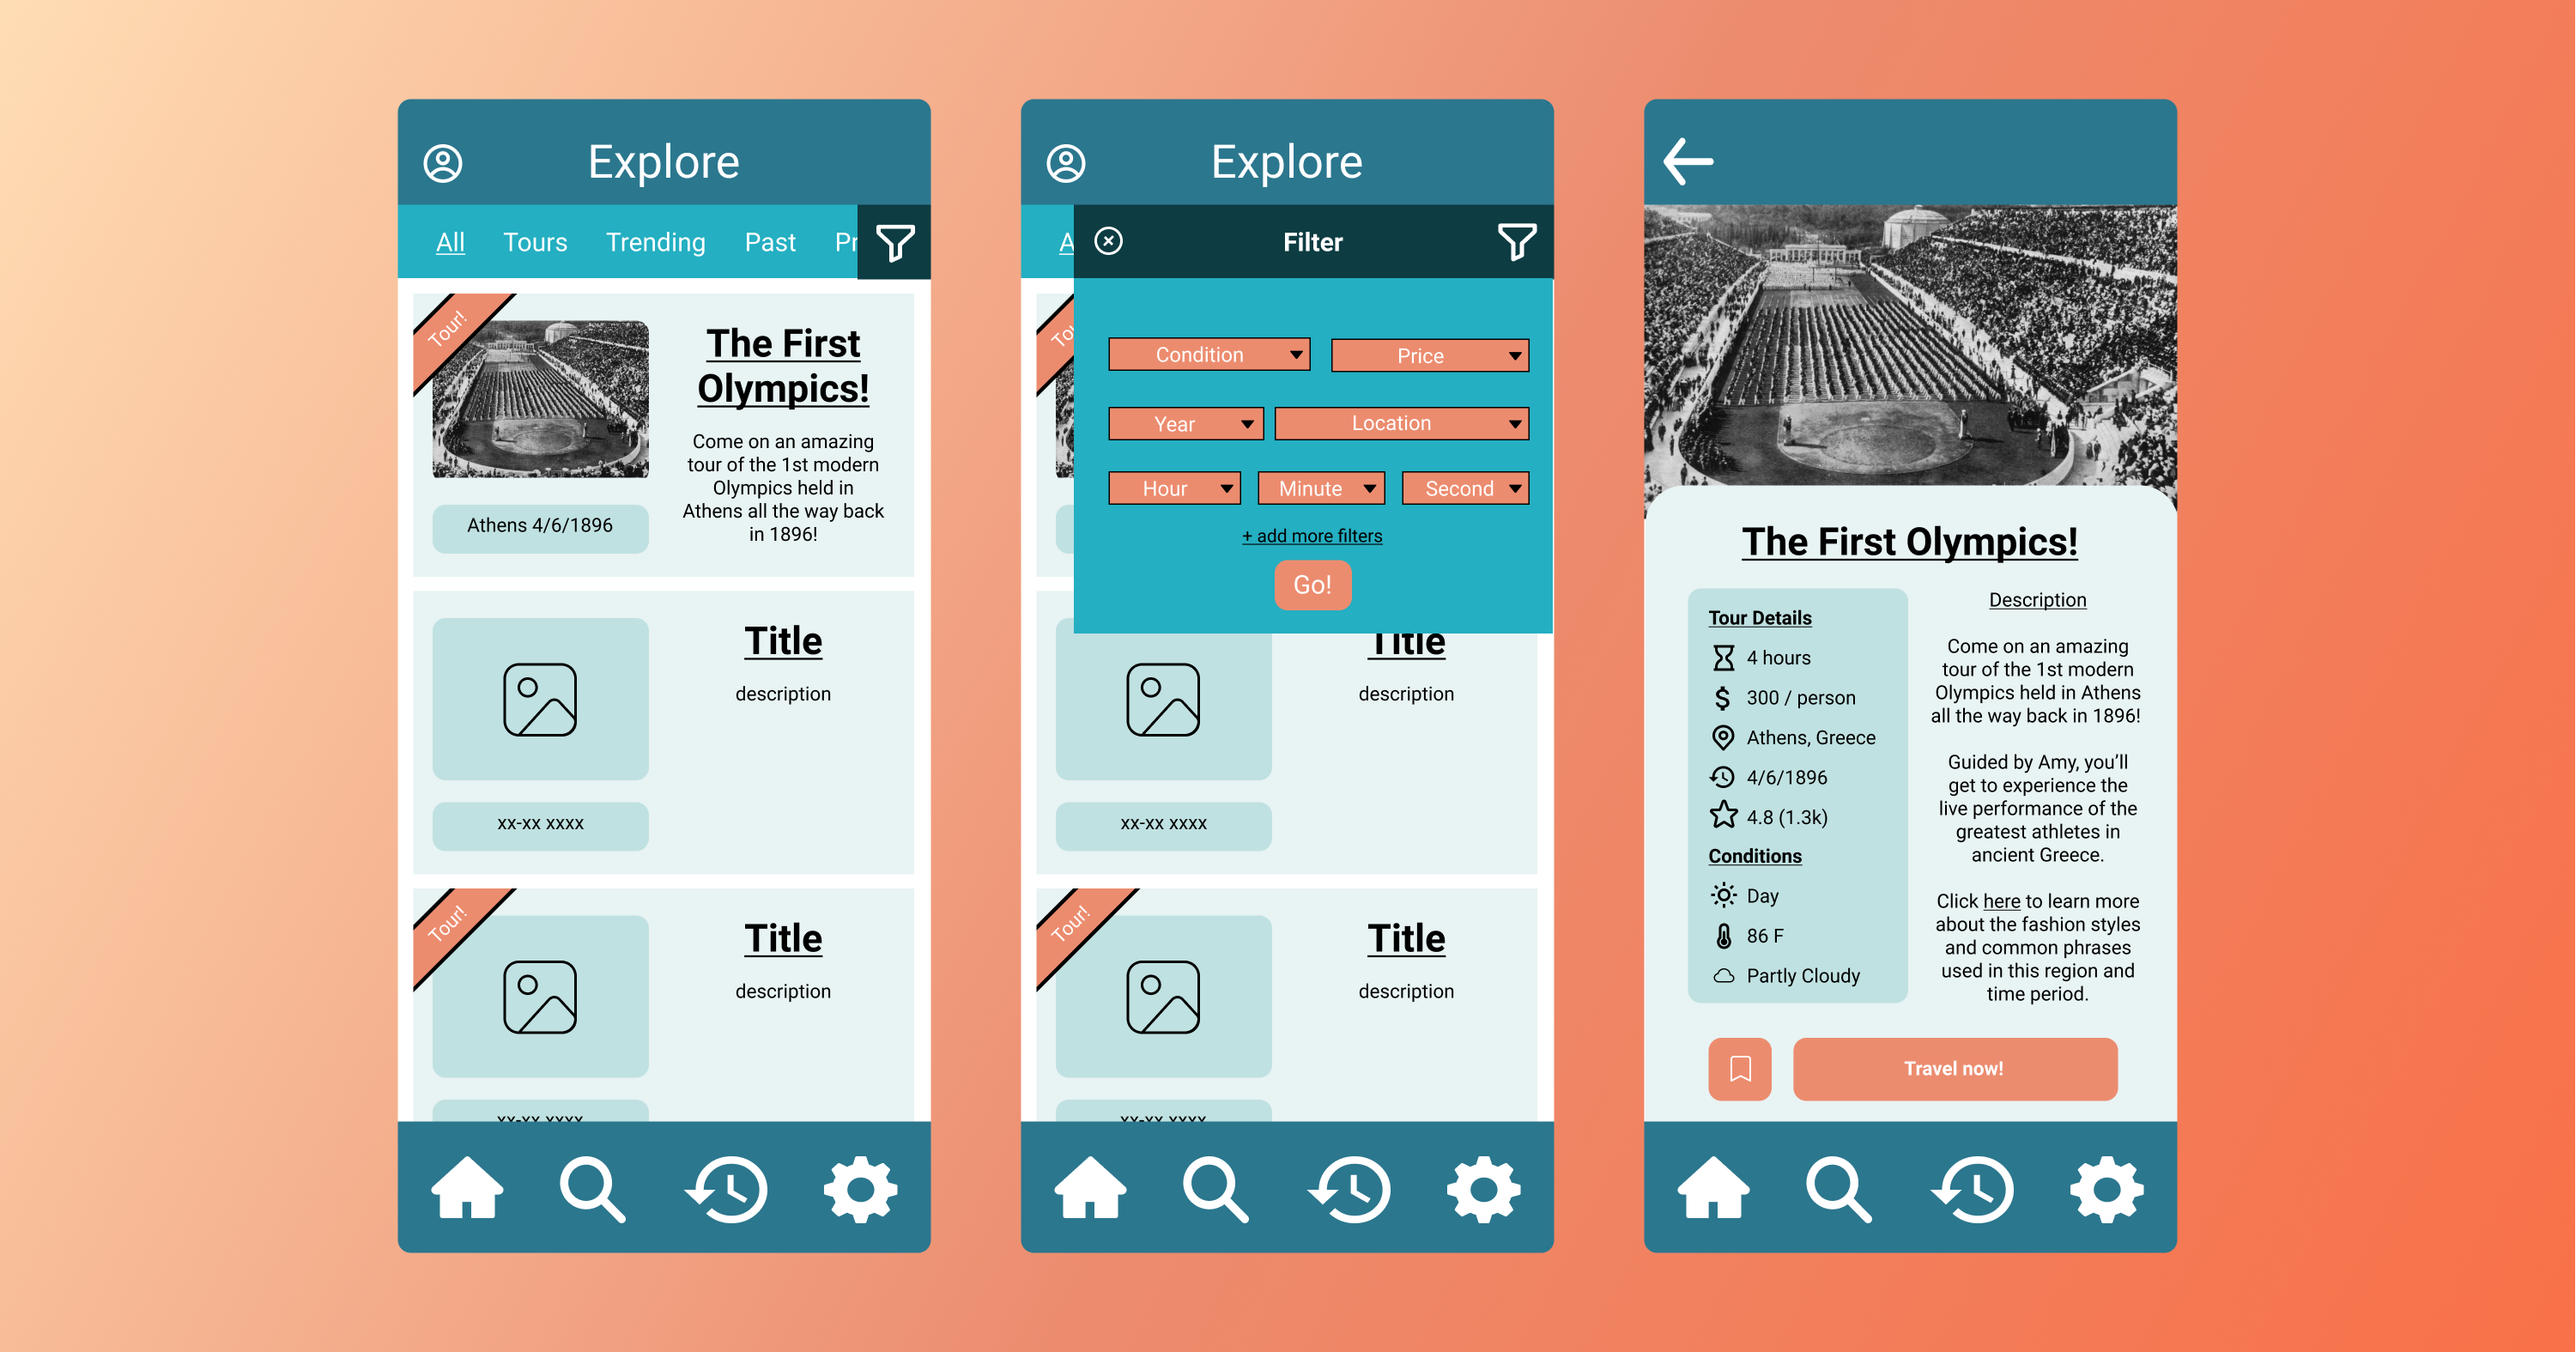 Explore
All Tours Trending Past Pr
Tour!
The First
Olympics!
Come on an amazing
tour of the 1st modern
Olympics held in
Athens all the way back
in 1896!
Athens 4/6/1896
Title
description
xx-xx xxxx
Tour!
Title
description
xx-xx xxxx
Explore
A
Filter
Tou
Condition
Price
Year
Location
Hour
Minute
Second
+ add more filters
Go!
Title
description
xx-xx xxxx
Tour!
Title
description
xx-xx xxxx
The First Olympics!
Tour Details
4 hours
$ 300 / person
Athens, Greece
4/6/1896
4.8 (1.3k)
Conditions
Day
86 F
Partly Cloudy
Description
Come on an amazing
tour of the 1st modern
Olympics held in Athens
all the way back in 1896!
Guided by Amy, you’ll
get to experience the
live performance of the
greatest athletes in
ancient Greece.
Click here to learn more
about the fashion styles
and common phrases
used in this region and
time period.
Travel now!